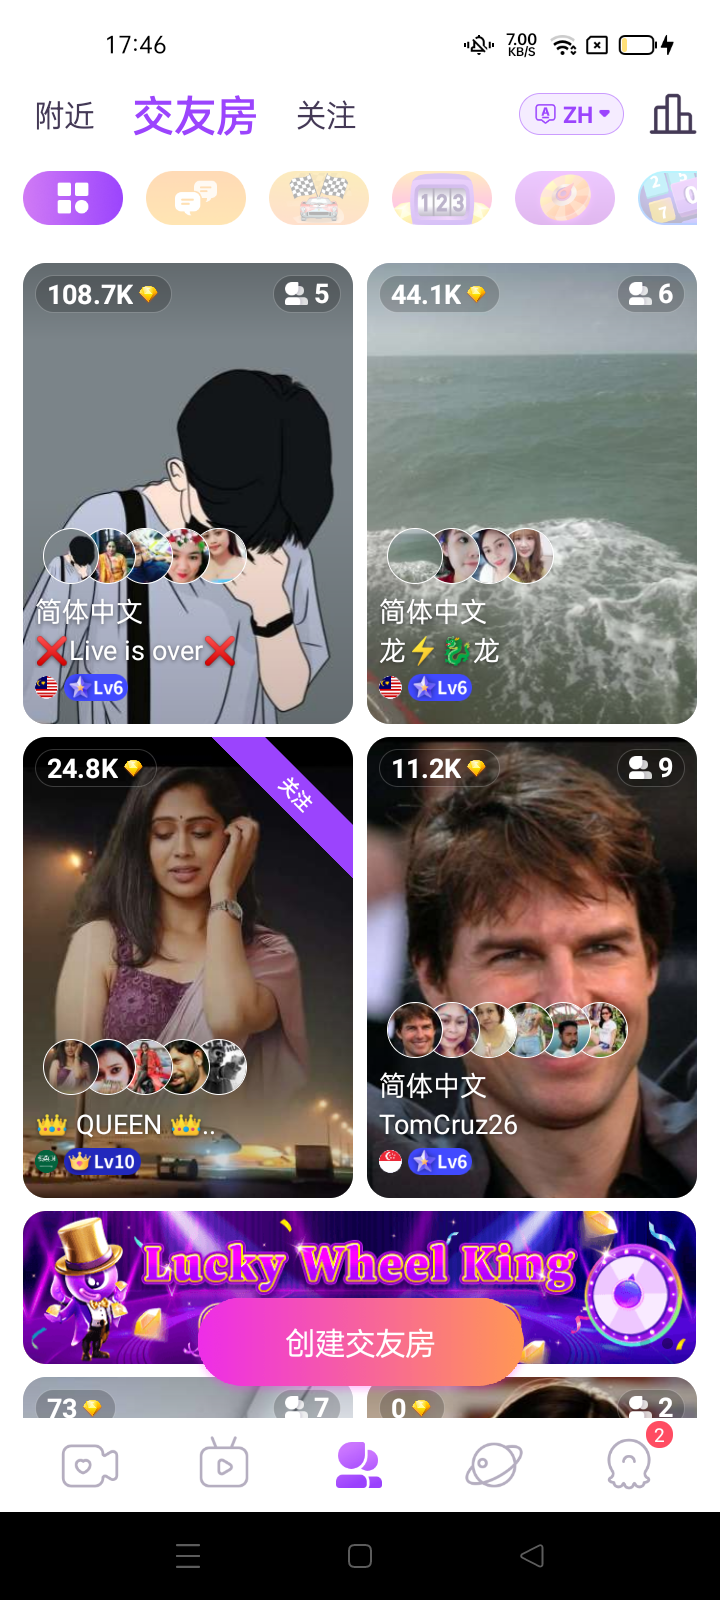 17:46
7.00
KB/S
附近
交友房
关注
ZH
123
108.7K
5
简体中文
❌Live is over❌
Lv6
44.1K
6
简体中文
龙⚡🐉龙
Lv6
24.8K
关注
👑 QUEEN 👑..
Lv10
11.2K
9
简体中文
TomCruz26
Lv6
Lucky Wheel King
创建交友房
73
7
0
2
2